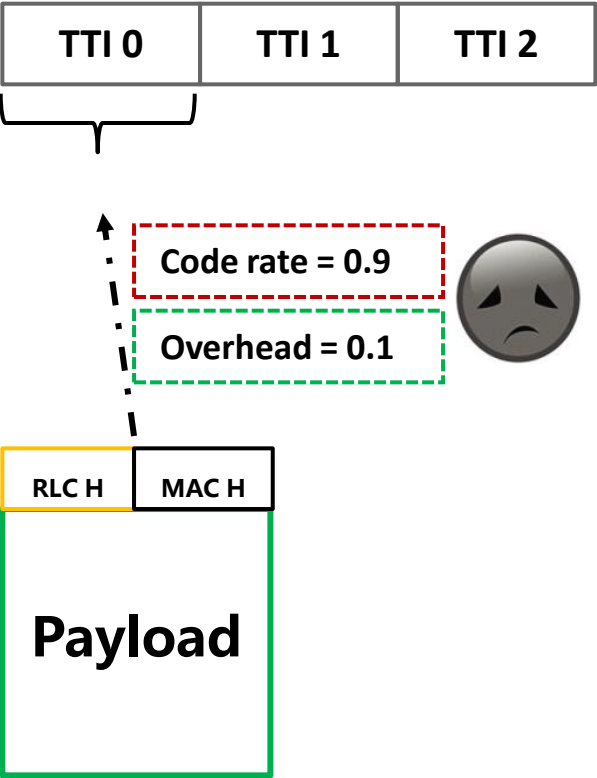 TTI 0 TTI 1 TTI 2
Code rate = 0.9
Overhead = 0.1
RLC H MAC H
Payload